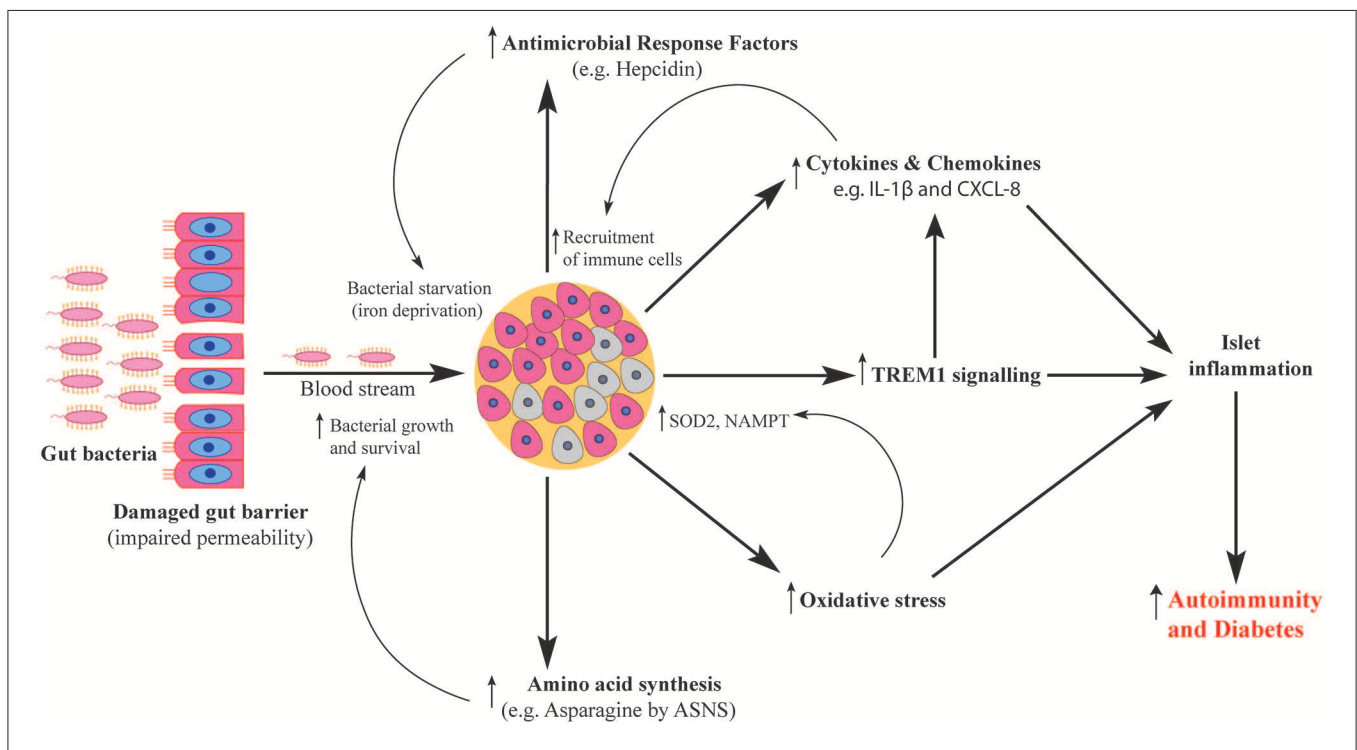 ↑ Antimicrobial Response Factors
(e.g. Hepcidin)
↑ Cytokines & Chemokines
e.g. IL-1β and CXCL-8
↑ Recruitment
of immune cells
Bacterial starvation
(iron deprivation)
Blood stream
↑ Bacterial growth
and survival
Gut bacteria
Damaged gut barrier
(impaired permeability)
↑ TREM1 signalling
↑ SOD2, NAMPT
Islet
inflammation
↑ Oxidative stress
↑ Autoimmunity
and Diabetes
↑ Amino acid synthesis
(e.g. Asparagine by ASNS)